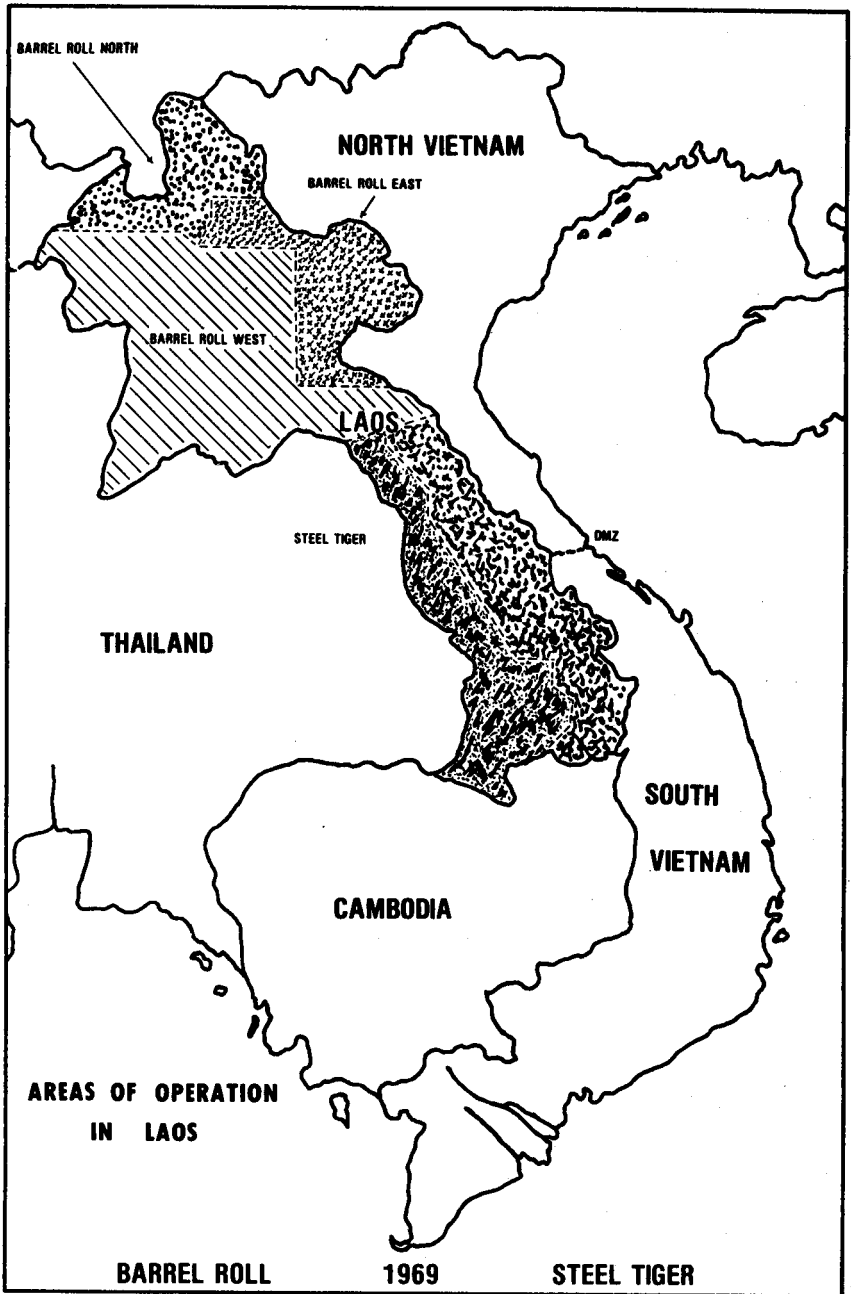 BARREL ROLL NORTH
NORTH VIETNAM
BARREL ROLL EAST
BARREL ROLL WEST
LAOS
STEEL TIGER
DMZ
THAILAND
SOUTH
VIETNAM
CAMBODIA
AREAS OF OPERATION
IN LAOS
BARREL ROLL 1969 STEEL TIGER